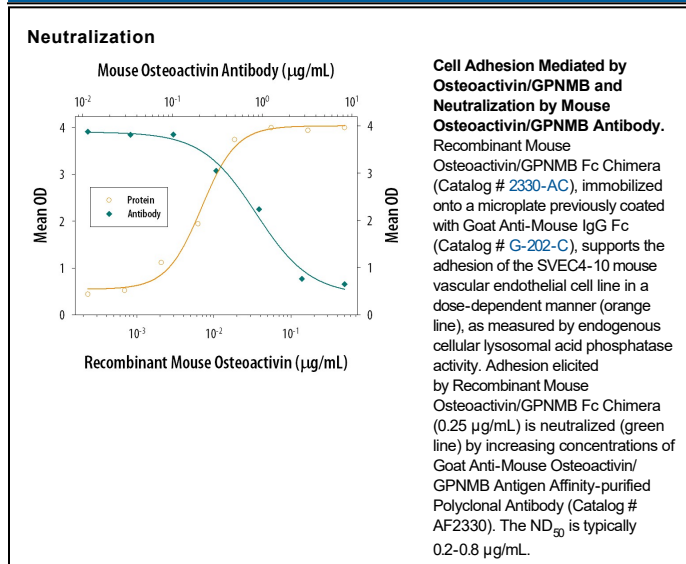 Neutralization
Mouse Osteoactivin Antibody (µg/mL)
10⁻² 10⁻¹ 10⁰ 10¹
4 4
3 3
2 2
1 1
0 0
Mean OD
Mean OD
Protein
Antibody
10⁻³ 10⁻² 10⁻¹
Recombinant Mouse Osteoactivin (µg/mL)
Cell Adhesion Mediated by
Osteoactivin/GPNMB and
Neutralization by Mouse
Osteoactivin/GPNMB Antibody.
Recombinant Mouse
Osteoactivin/GPNMB Fc Chimera
(Catalog # 2330-AC), immobilized
onto a microplate previously coated
with Goat Anti-Mouse IgG Fc
(Catalog # G-202-C), supports the
adhesion of the SVEC4-10 mouse
vascular endothelial cell line in a
dose-dependent manner (orange
line), as measured by endogenous
cellular lysosomal acid phosphatase
activity. Adhesion elicited
by Recombinant Mouse
Osteoactivin/GPNMB Fc Chimera
(0.25 µg/mL) is neutralized (green
line) by increasing concentrations of
Goat Anti-Mouse Osteoactivin/
GPNMB Antigen Affinity-purified
Polyclonal Antibody (Catalog #
AF2330). The ND₅₀ is typically
0.2-0.8 µg/mL.